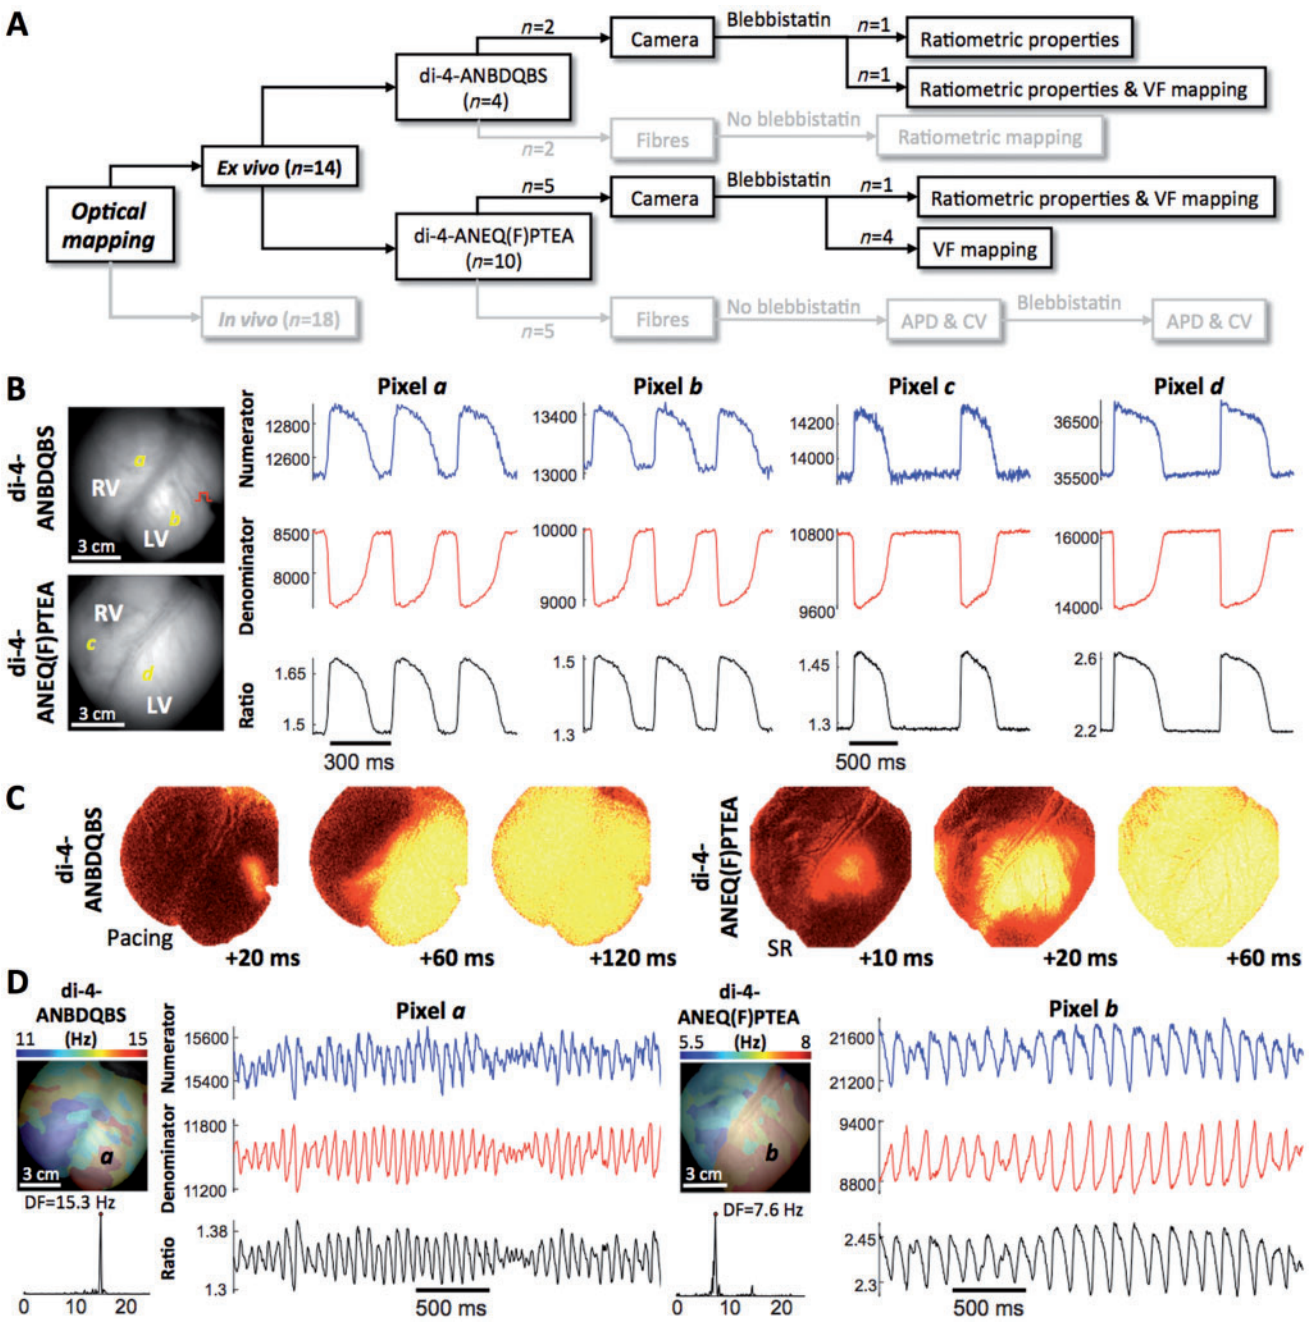 A
Optical
mapping
Ex vivo (n=14)
In vivo (n=18)
di-4-ANBDQBS
(n=4)
di-4-ANEQ(F)PTEA
(n=10)
n=2
Camera
Blebbistatin
n=1
Ratiometric properties
n=1
Ratiometric properties & VF mapping
n=2
Fibres
No blebbistatin
Ratiometric mapping
n=5
Camera
Blebbistatin
n=1
Ratiometric properties & VF mapping
n=4
VF mapping
n=5
Fibres
No blebbistatin
APD & CV
Blebbistatin
APD & CV
B
di-4-
ANBDQBS
RV
a
b
LV
3 cm
di-4-
ANEQ(F)PTEA
RV
c
d
LV
3 cm
Pixel a
Pixel b
Pixel c
Pixel d
Numerator
12800
12600
13400
13000
14200
14000
36500
35500
Denominator
8500
8000
10000
9000
10800
9600
16000
14000
Ratio
1.65
1.5
1.5
1.3
1.45
1.3
2.6
2.2
300 ms
500 ms
C
di-4-
ANBDQBS
Pacing
+20 ms
+60 ms
+120 ms
di-4-
ANEQ(F)PTEA
SR
+10 ms
+20 ms
+60 ms
D
di-4-
ANBDQBS
11 (Hz) 15
a
3 cm
DF=15.3 Hz
0 10 20
Pixel a
Numerator
15600
15400
Denominator
11800
11200
Ratio
1.38
1.3
500 ms
di-4-
ANEQ(F)PTEA
5.5 (Hz) 8
b
3 cm
DF=7.6 Hz
0 10 20
Pixel b
21600
21200
9400
8800
2.45
2.3
500 ms